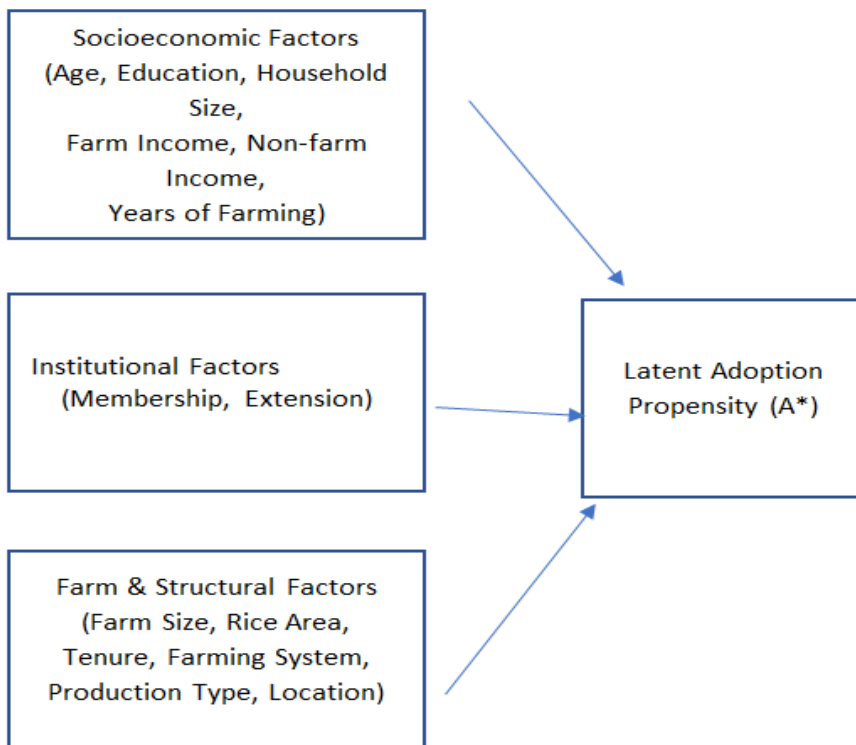 Socioeconomic Factors
(Age, Education, Household
Size,
Farm Income, Non-farm
Income,
Years of Farming)
Institutional Factors
(Membership, Extension)
Latent Adoption
Propensity (A*)
Farm & Structural Factors
(Farm Size, Rice Area,
Tenure, Farming System,
Production Type, Location)